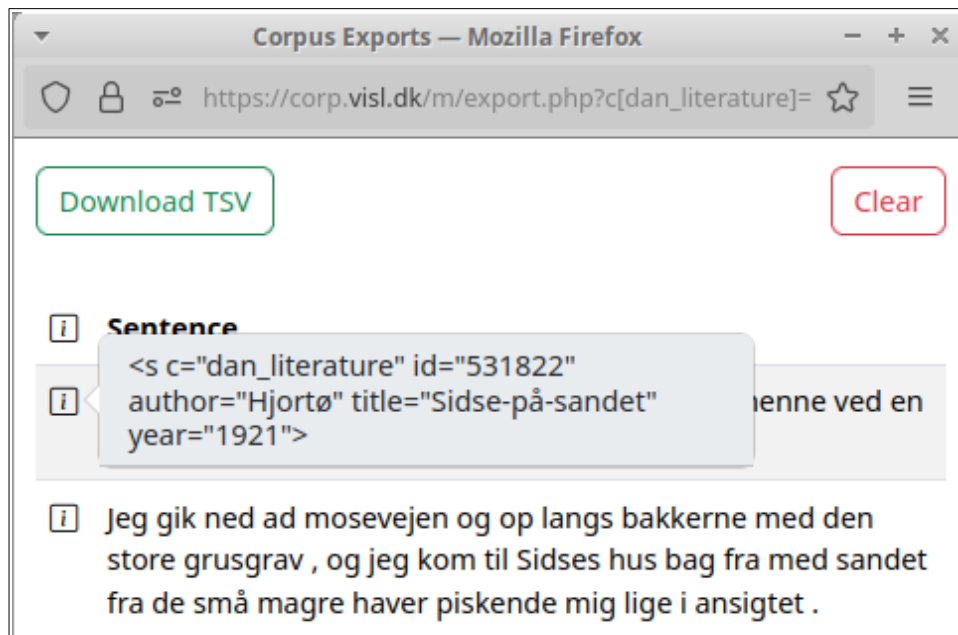 Corpus Exports — Mozilla Firefox
https://corp.visl.dk/m/export.php?c[dan_literature]=
Download TSV
Clear
Sentence
<s c="dan_literature" id="531822"
author="Hjortø" title="Sidse-på-sandet"
year="1921">
ved en
Jeg gik ned ad mosevejen og op langs bakkerne med den
store grusgrav , og jeg kom til Sidses hus bag fra med sandet
fra de små magre haver piskende mig lige i ansigtet .